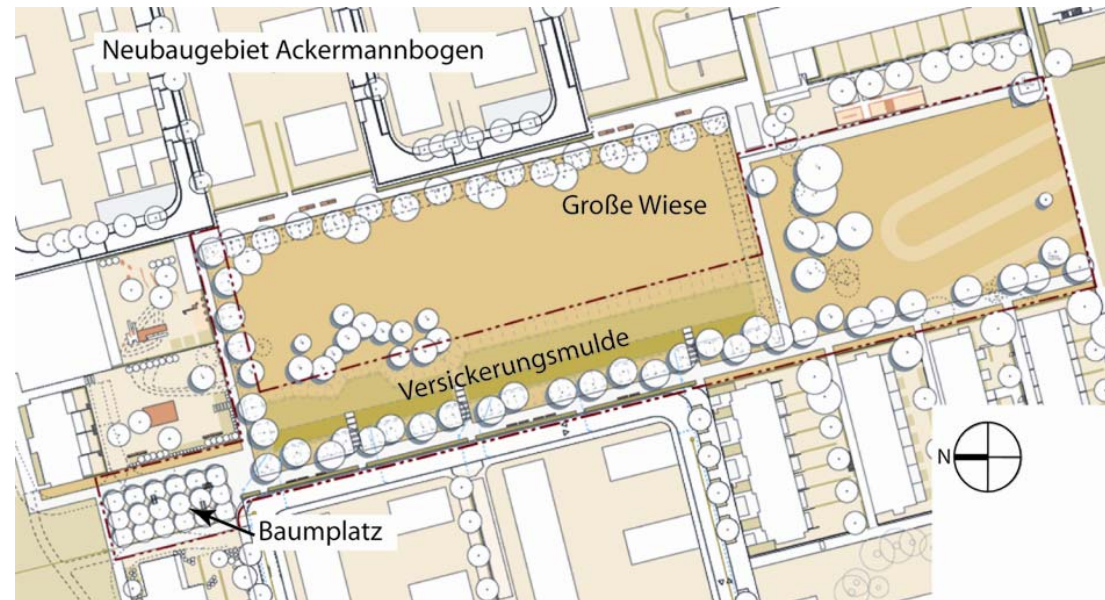 Neubaugebiet Ackermannbogen
Große Wiese
Versickerungsmulde
Baumplatz
N